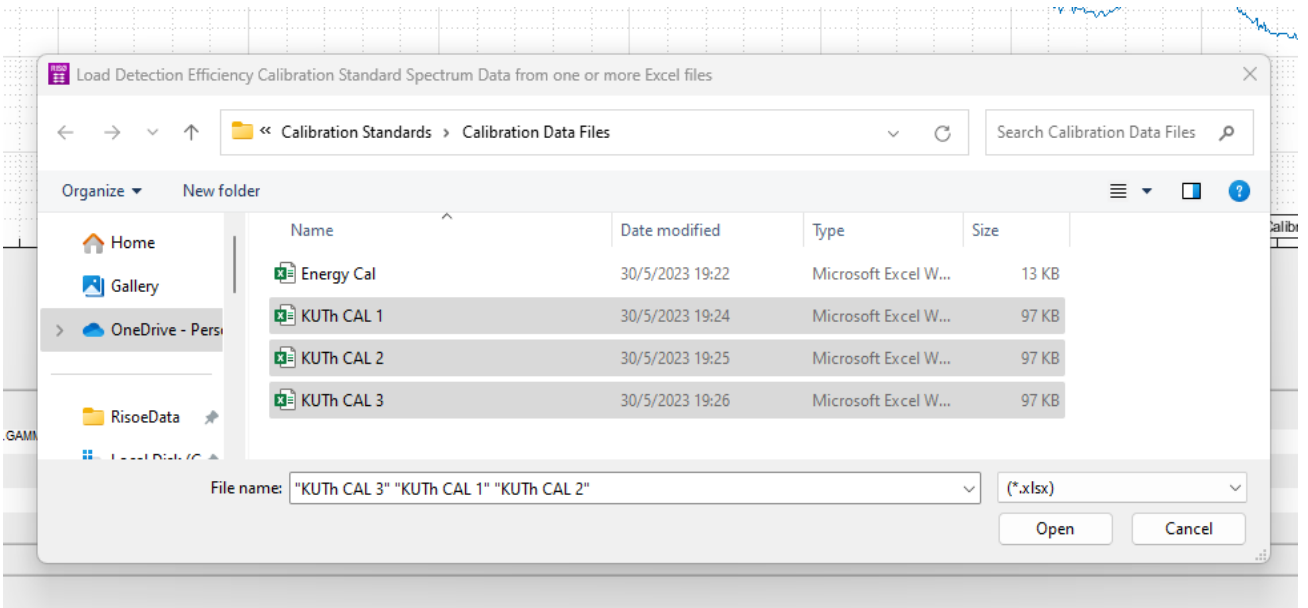 RISØ
Load Detection Efficiency Calibration Standard Spectrum Data from one or more Excel files
« Calibration Standards › Calibration Data Files
Search Calibration Data Files
Organize
New folder
Name Date modified Type Size
Home
Gallery
OneDrive - Perso
RisoeData
Energy Cal 30/5/2023 19:22 Microsoft Excel W... 13 KB
KUTh CAL 1 30/5/2023 19:24 Microsoft Excel W... 97 KB
KUTh CAL 2 30/5/2023 19:25 Microsoft Excel W... 97 KB
KUTh CAL 3 30/5/2023 19:26 Microsoft Excel W... 97 KB
File name: "KUTh CAL 3" "KUTh CAL 1" "KUTh CAL 2"
(*.xlsx)
Open
Cancel